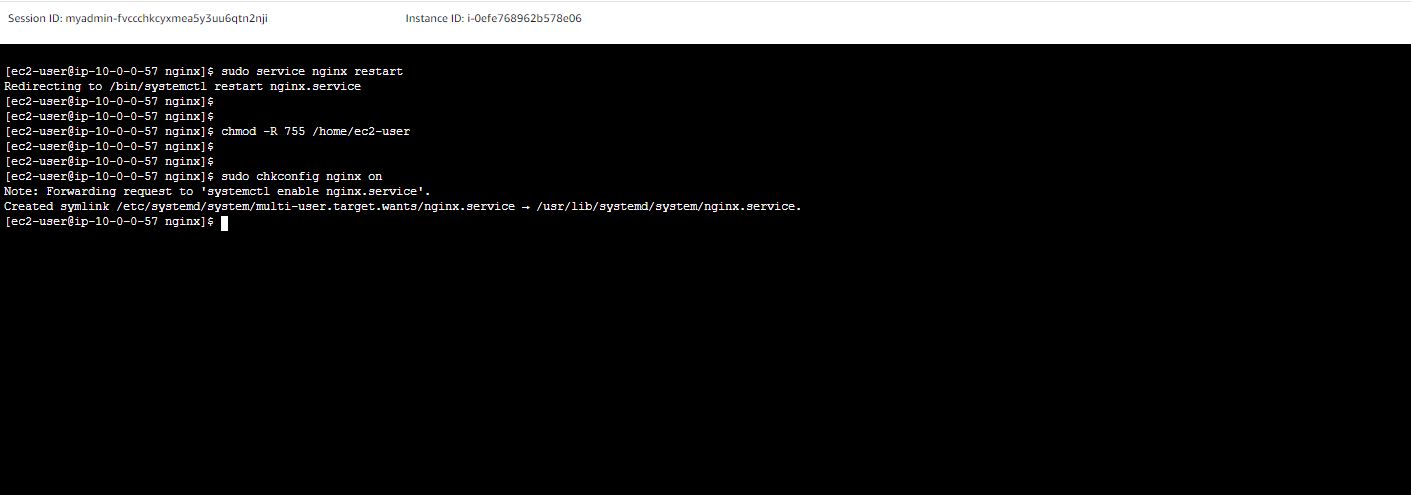 Session ID: myadmin-fvccchkcyxmea5y3uu6qtn2nji Instance ID: i-0efe768962b578e06
[ec2-user@ip-10-0-0-57 nginx]$ sudo service nginx restart
Redirecting to /bin/systemctl restart nginx.service
[ec2-user@ip-10-0-0-57 nginx]$
[ec2-user@ip-10-0-0-57 nginx]$
[ec2-user@ip-10-0-0-57 nginx]$ chmod -R 755 /home/ec2-user
[ec2-user@ip-10-0-0-57 nginx]$
[ec2-user@ip-10-0-0-57 nginx]$
[ec2-user@ip-10-0-0-57 nginx]$ sudo chkconfig nginx on
Note: Forwarding request to 'systemctl enable nginx.service'.
Created symlink /etc/systemd/system/multi-user.target.wants/nginx.service → /usr/lib/systemd/system/nginx.service.
[ec2-user@ip-10-0-0-57 nginx]$